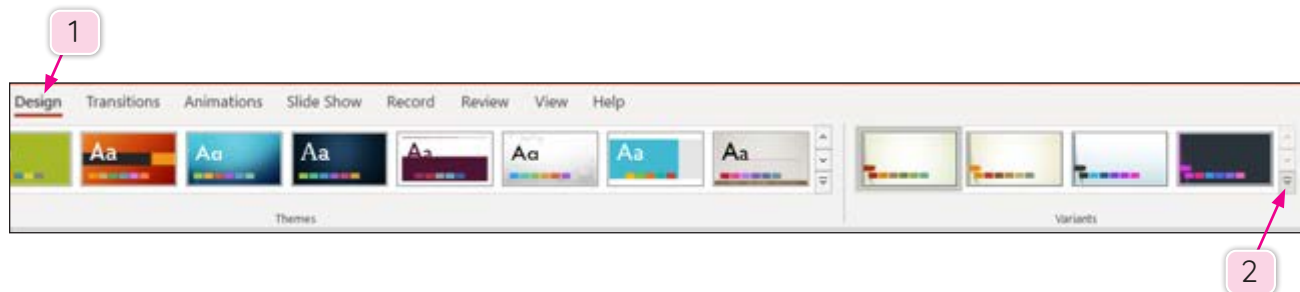 1
Design Transitions Animations Slide Show Record Review View Help
Aa Aa Aa Aa Aa Aa Aa
Themes Variants
2